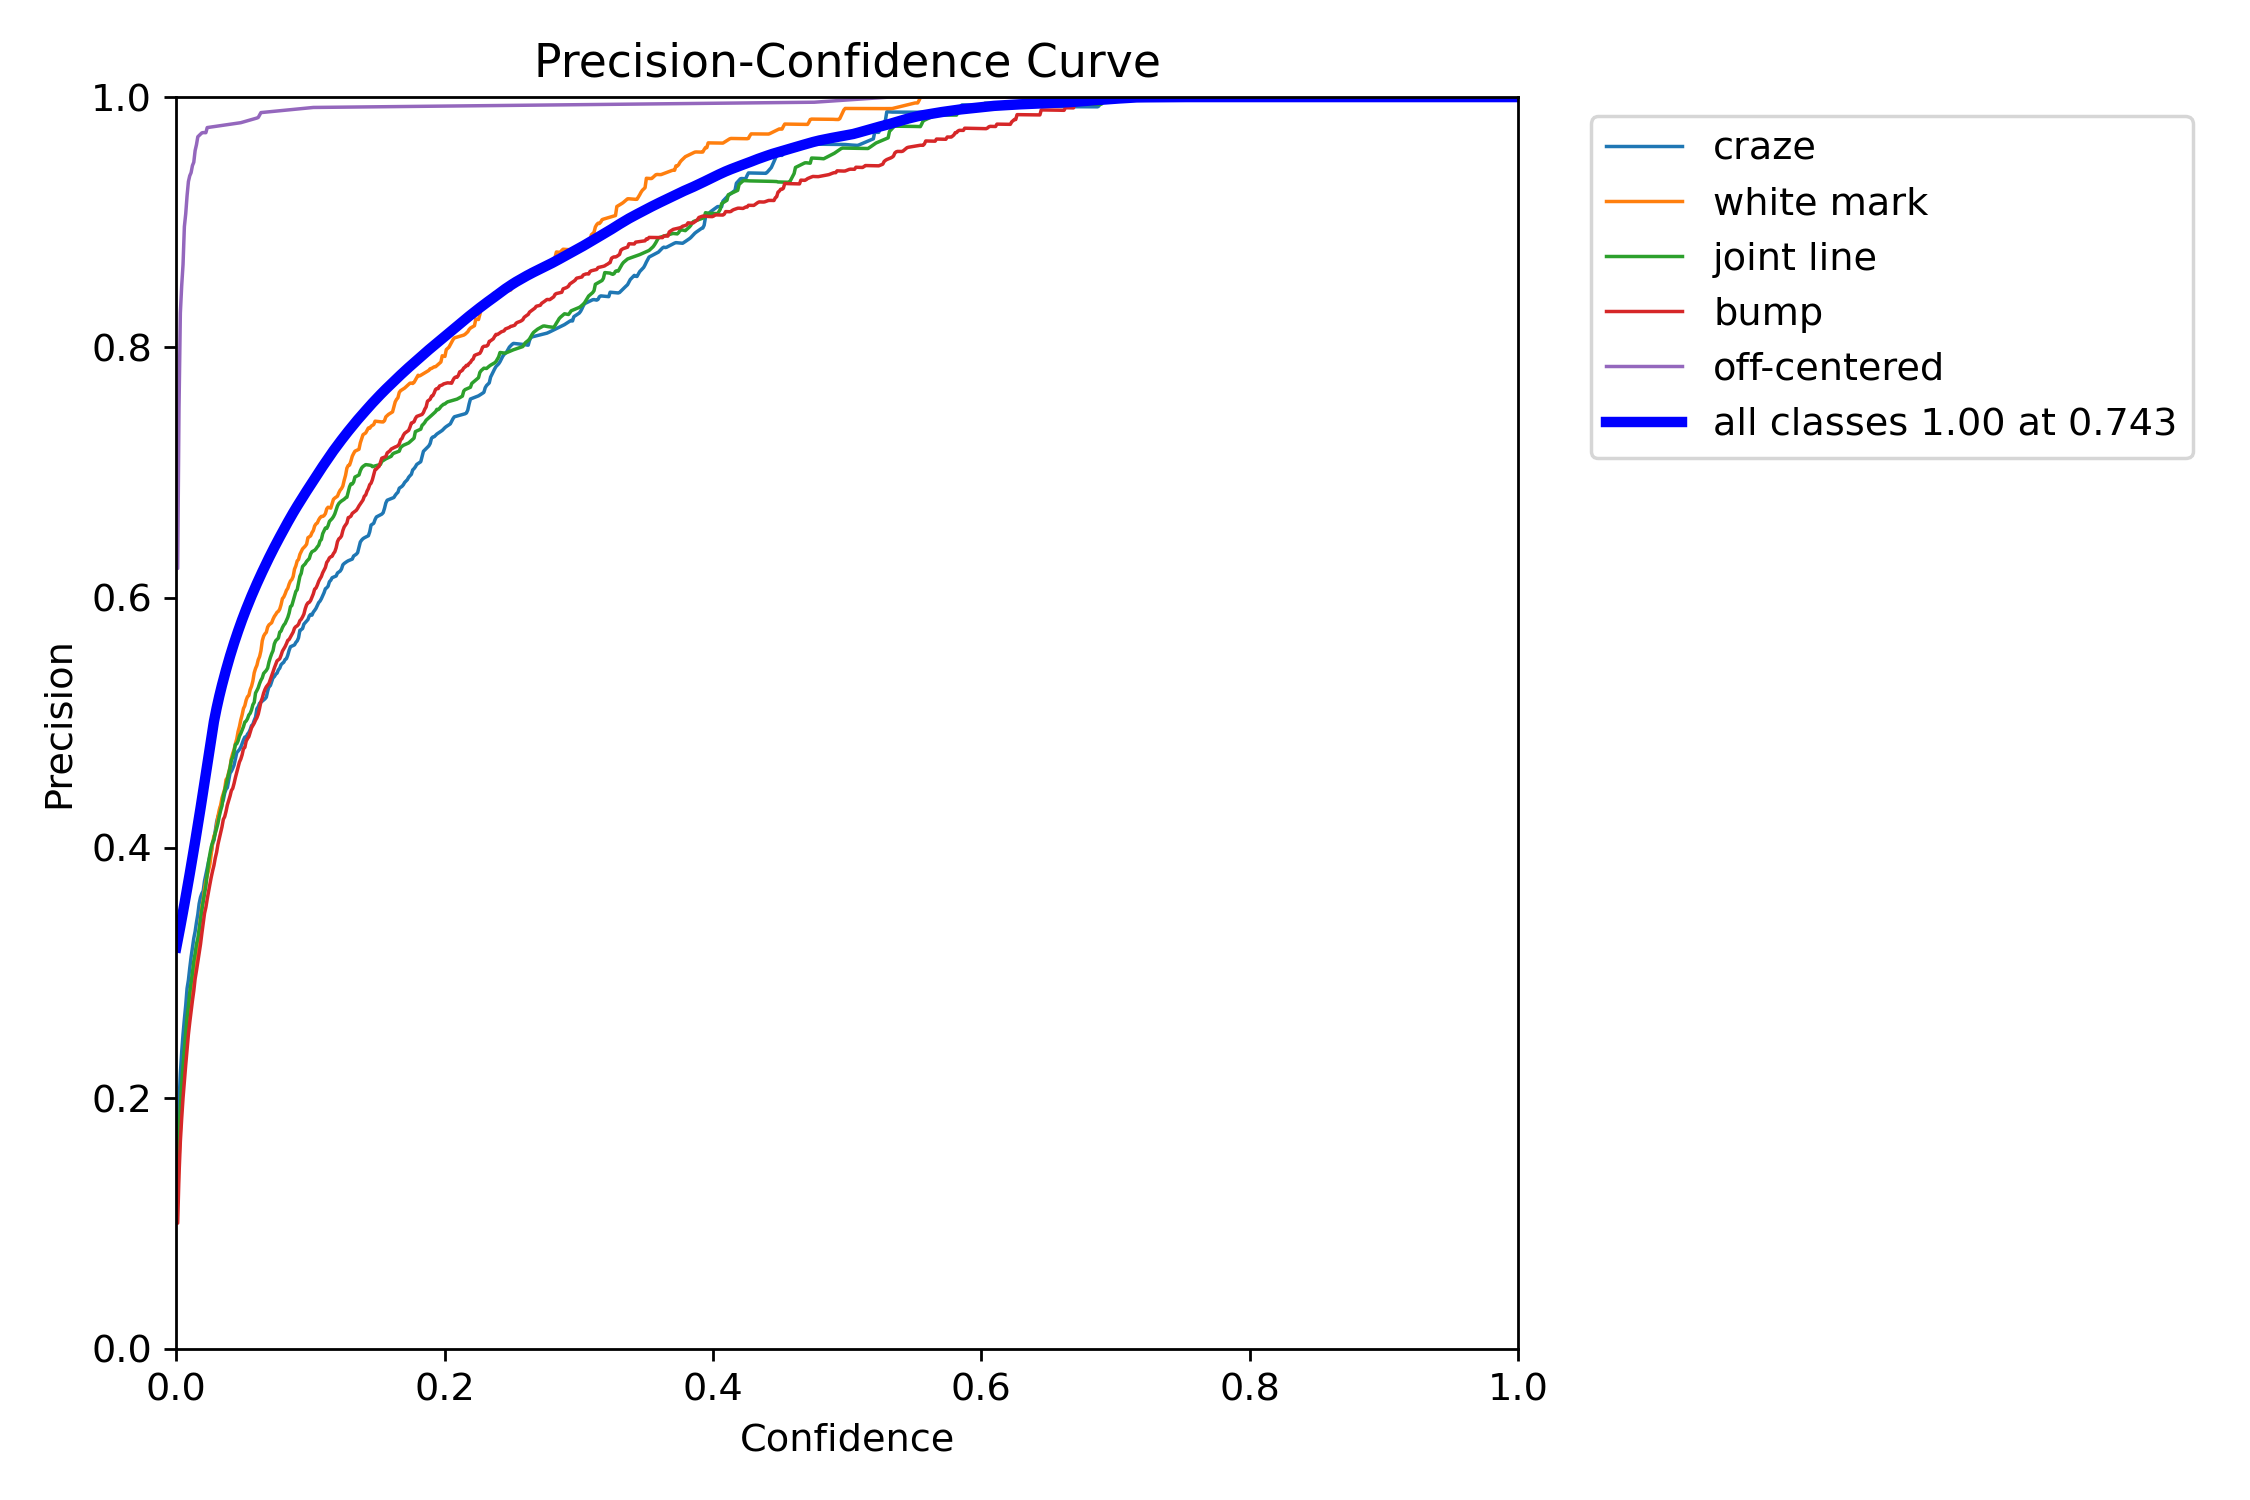 Precision-Confidence Curve
1.0
0.8
0.6
0.4
0.2
0.0
Precision
0.0 0.2 0.4 0.6 0.8 1.0
Confidence
craze
white mark
joint line
bump
off-centered
all classes 1.00 at 0.743